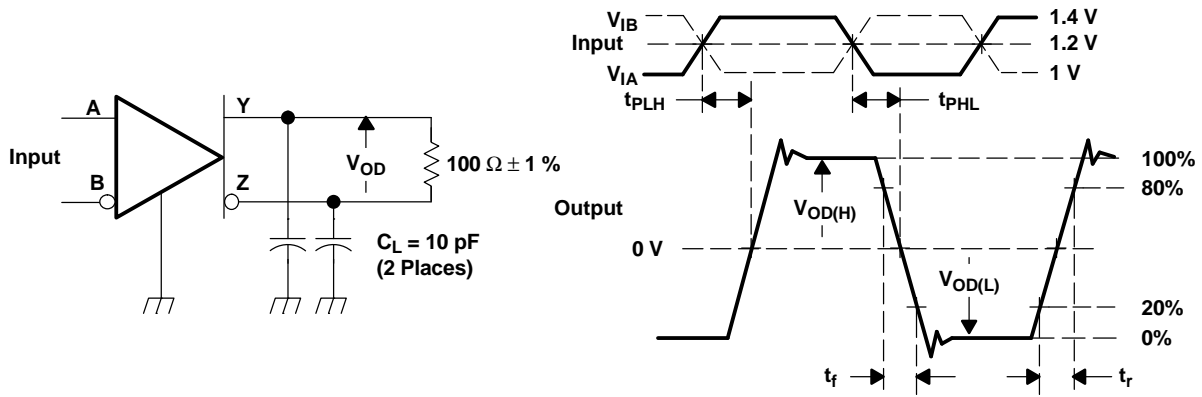 A
Y
Input
B
Z
V_OD
100 Ω ± 1 %
C_L = 10 pF
(2 Places)
V_IB
Input
V_IA
1.4 V
1.2 V
1 V
t_PLH
t_PHL
Output
0 V
V_OD(H)
V_OD(L)
100%
80%
20%
0%
t_f
t_r